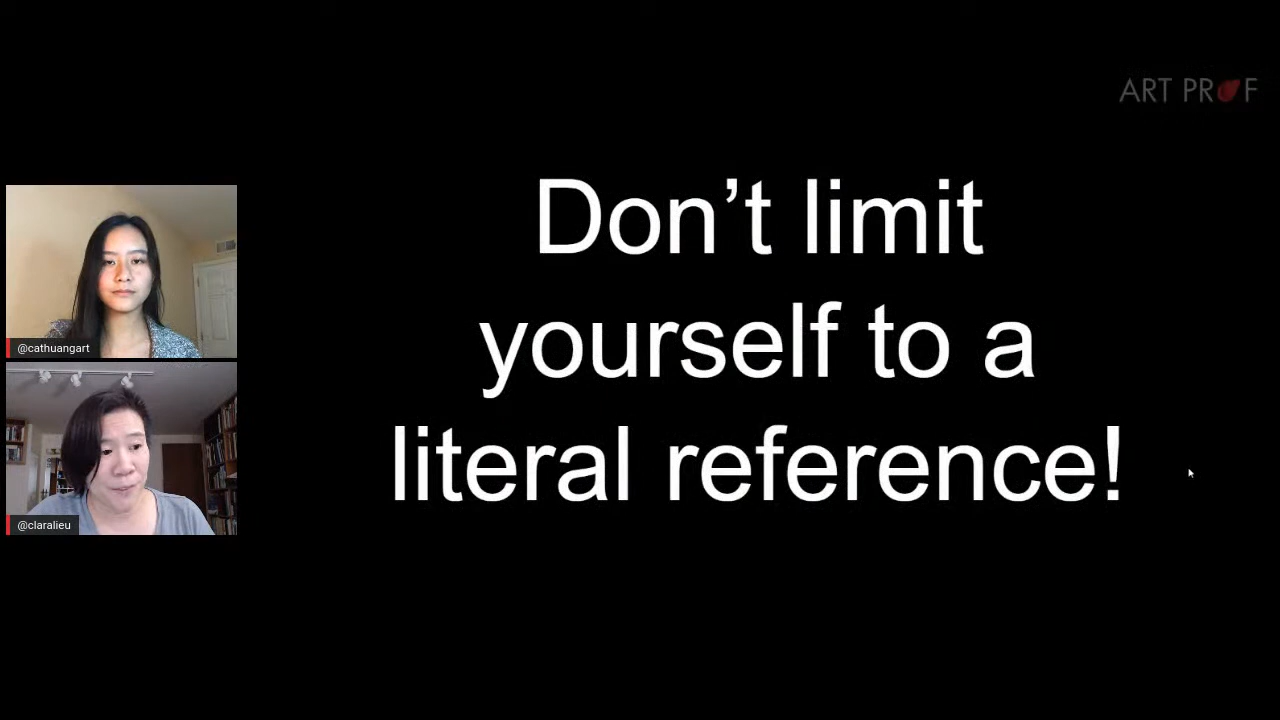 ART PROF
Don’t limit
yourself to a
literal reference!
@cathuangart
@claralieu